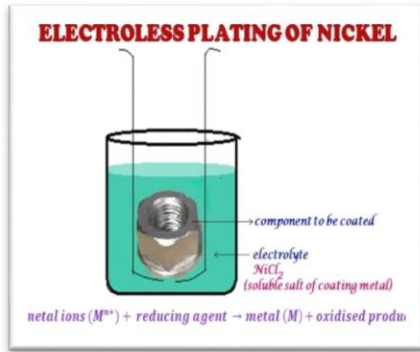 ELECTROLESS PLATING OF NICKEL
component to be coated
electrolyte
NiCl₂
(soluble salt of coating metal)
netal ions (Mⁿ⁺) + reducing agent → metal (M) + oxidised produ